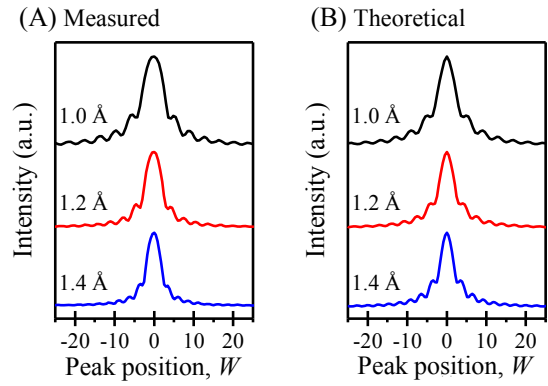 (A) Measured
Intensity (a.u.)
1.0 Å
1.2 Å
1.4 Å
-20 -10 0 10 20
Peak position, W
(B) Theoretical
Intensity (a.u.)
1.0 Å
1.2 Å
1.4 Å
-20 -10 0 10 20
Peak position, W